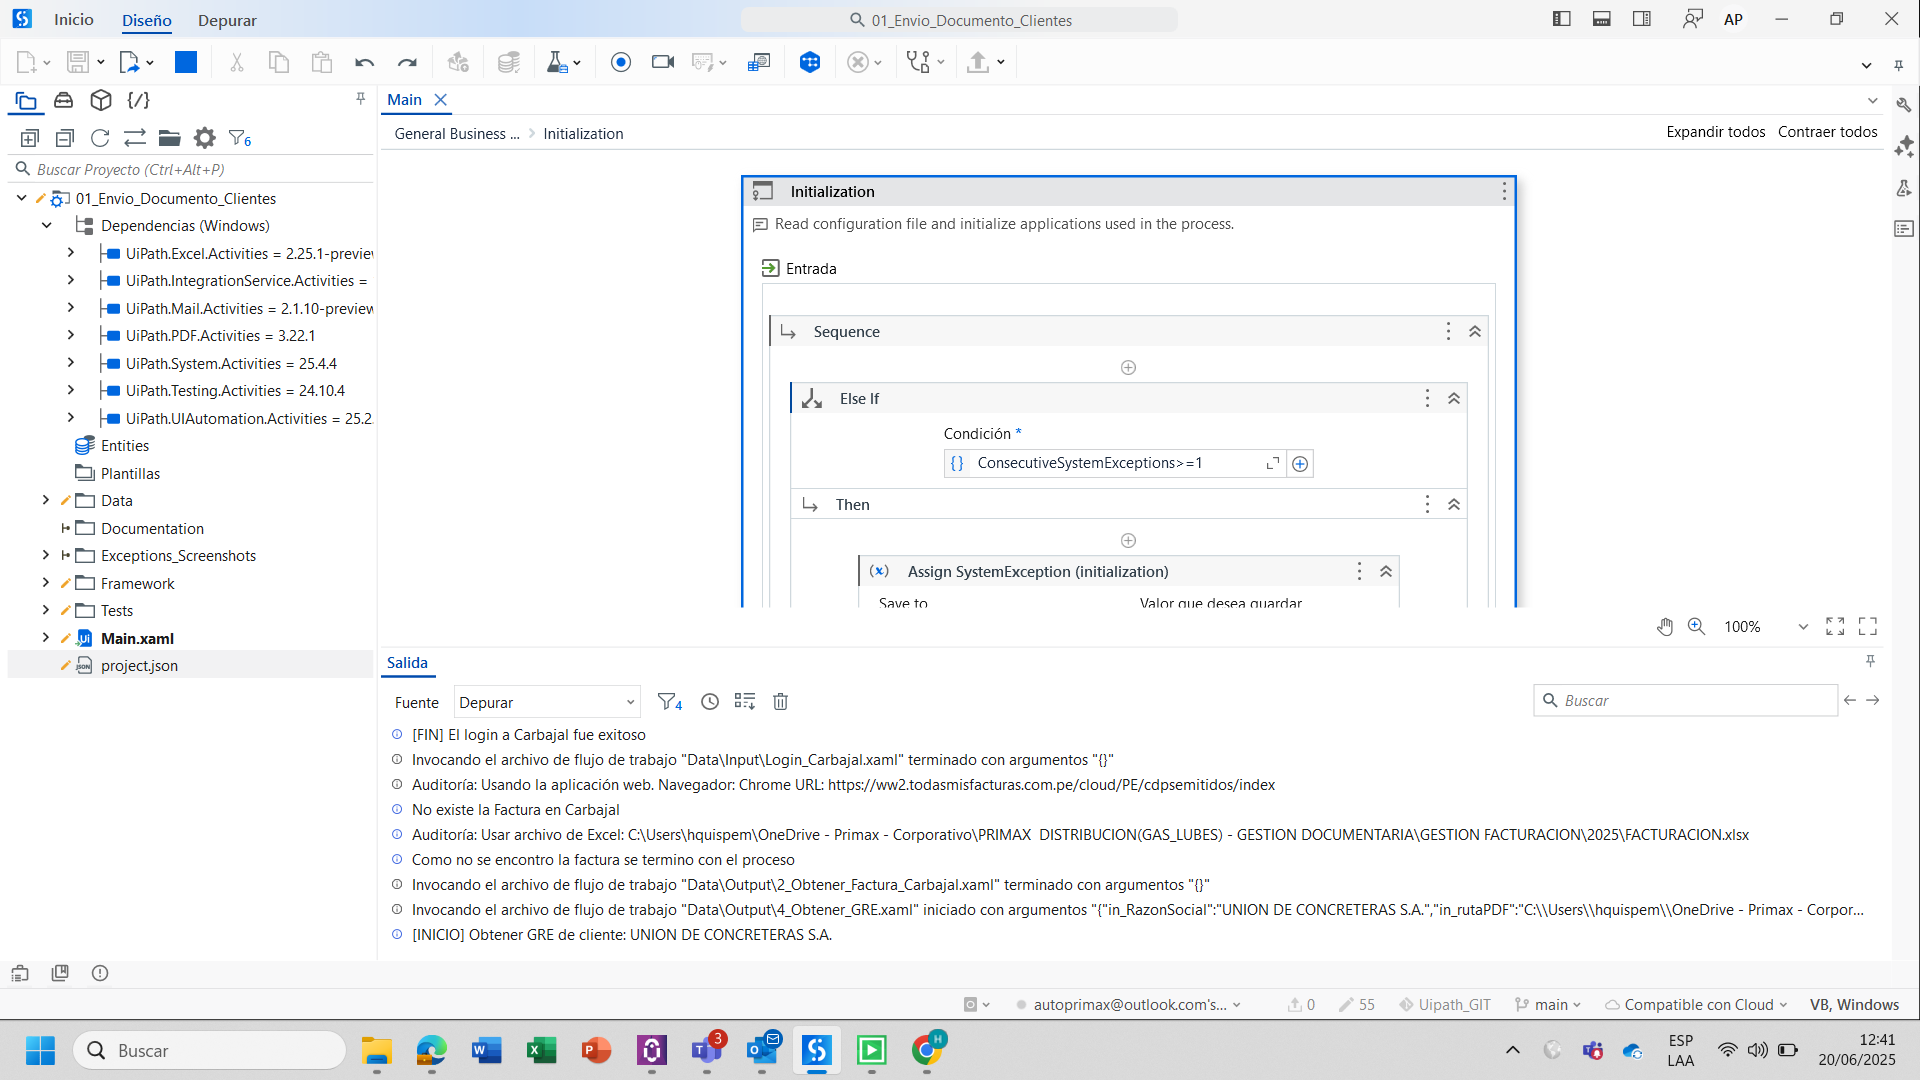 Inicio
Diseño
Depurar
01_Envio_Documento_Clientes
AP
Main
General Business ...
Initialization
Expandir todos
Contraer todos
6
Buscar Proyecto (Ctrl+Alt+P)
01_Envio_Documento_Clientes
Dependencias (Windows)
UiPath.Excel.Activities = 2.25.1-preview
UiPath.IntegrationService.Activities =
UiPath.Mail.Activities = 2.1.10-preview
UiPath.PDF.Activities = 3.22.1
UiPath.System.Activities = 25.4.4
UiPath.Testing.Activities = 24.10.4
UiPath.UIAutomation.Activities = 25.2.
Entities
Plantillas
Data
Documentation
Exceptions_Screenshots
Framework
Tests
Main.xaml
project.json
Initialization
Read configuration file and initialize applications used in the process.
Entrada
Sequence
Else If
Condición *
{} ConsecutiveSystemExceptions>=1
Then
(x) Assign SystemException (initialization)
Save to
Valor que desea guardar
100%
Salida
Fuente
Depurar
4
Buscar
[FIN] El login a Carbajal fue exitoso
Invocando el archivo de flujo de trabajo "Data\Input\Login_Carbajal.xaml" terminado con argumentos "{}"
Auditoría: Usando la aplicación web. Navegador: Chrome URL: https://ww2.todasmisfacturas.com.pe/cloud/PE/cdpsemitidos/index
No existe la Factura en Carbajal
Auditoría: Usar archivo de Excel: C:\Users\hquispem\OneDrive - Primax - Corporativo\PRIMAX  DISTRIBUCION(GAS_LUBES) - GESTION DOCUMENTARIA\GESTION FACTURACION\2025\FACTURACION.xlsx
Como no se encontro la factura se termino con el proceso
Invocando el archivo de flujo de trabajo "Data\Output\2_Obtener_Factura_Carbajal.xaml" terminado con argumentos "{}"
Invocando el archivo de flujo de trabajo "Data\Output\4_Obtener_GRE.xaml" iniciado con argumentos "{"in_RazonSocial":"UNION DE CONCRETERAS S.A.","in_rutaPDF":"C:\\Users\\hquispem\\OneDrive - Primax - Corpor...
[INICIO] Obtener GRE de cliente: UNION DE CONCRETERAS S.A.
autoprimax@outlook.com's...
0
55
Uipath_GIT
main
Compatible con Cloud
VB, Windows
Buscar
3
H
ESP
LAA
12:41
20/06/2025